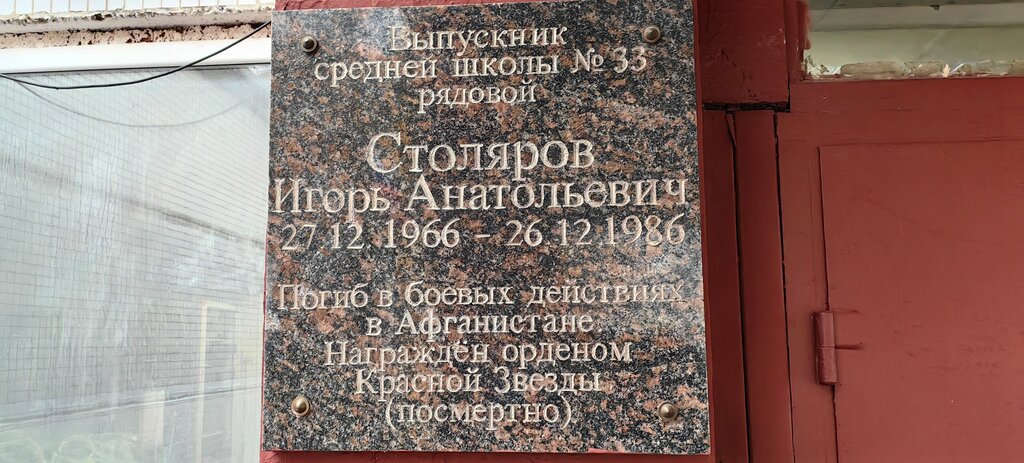 Выпускник
средней школы № 33
рядовой
Столяров
Игорь Анатольевич
27.12.1966 - 26.12.1986
Погиб в боевых действиях
в Афганистане
Награждён орденом
Красной Звезды
(посмертно)